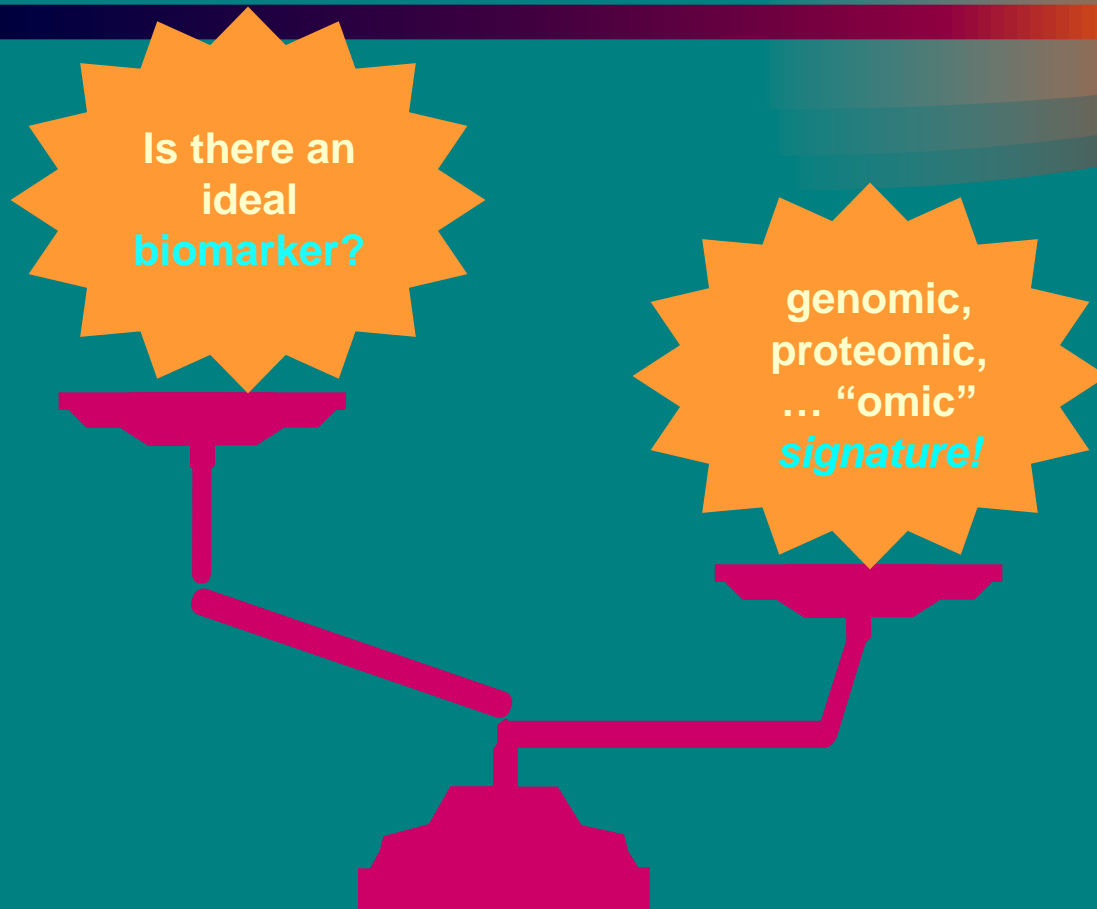 Is there an
ideal
biomarker?
genomic,
proteomic,
… “omic”
signature!